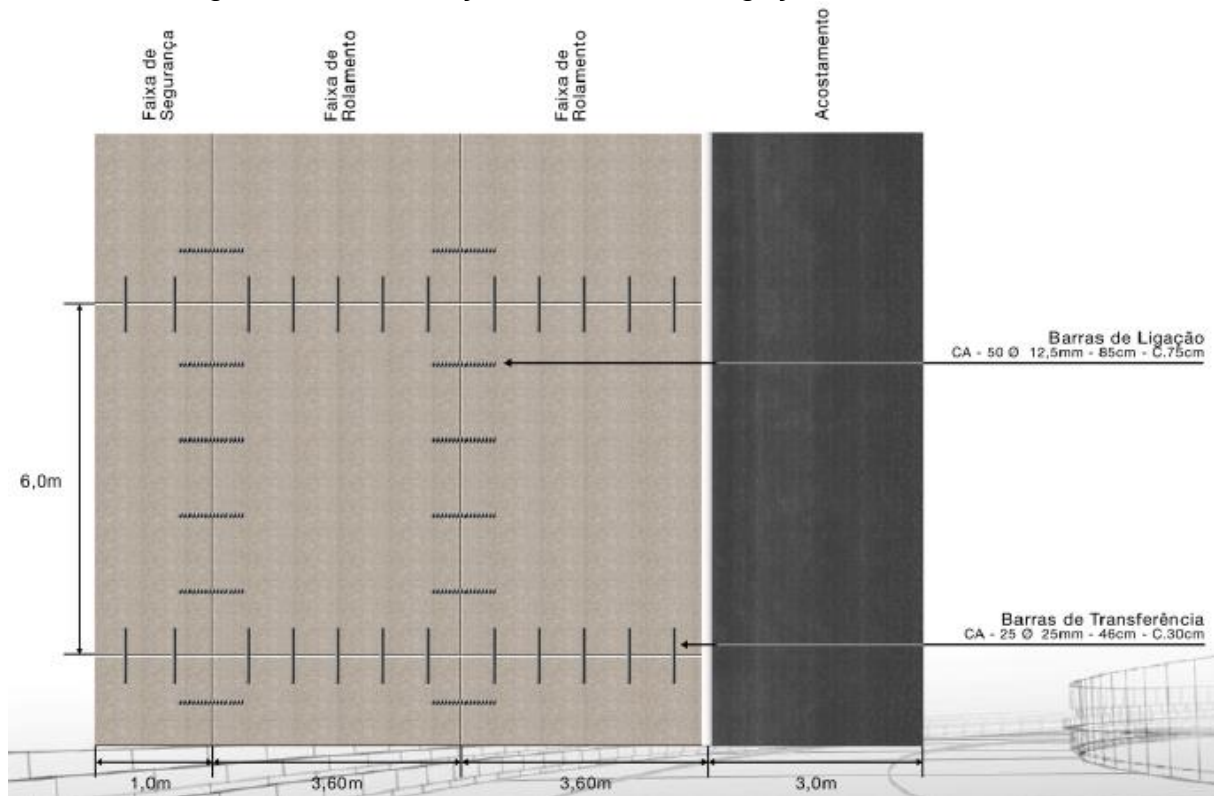 Faixa de
Segurança
Faixa de
Rolamento
Faixa de
Rolamento
Acostamento
Barras de Ligação
CA - 50 Ø 12,5mm - 85cm - C.75cm
6,0m
Barras de Transferência
CA - 25 Ø 25mm - 46cm - C.30cm
1,0m
3,60m
3,60m
3,0m